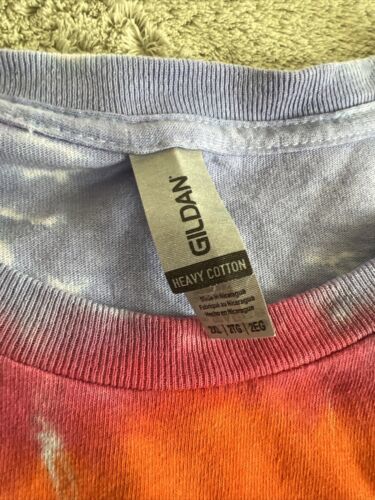 GILDAN
HEAVY COTTON
Made in Nicaragua
Fabriqué au Nicaragua
Hecho en Nicaragua
2XL | 2TG | 2EG